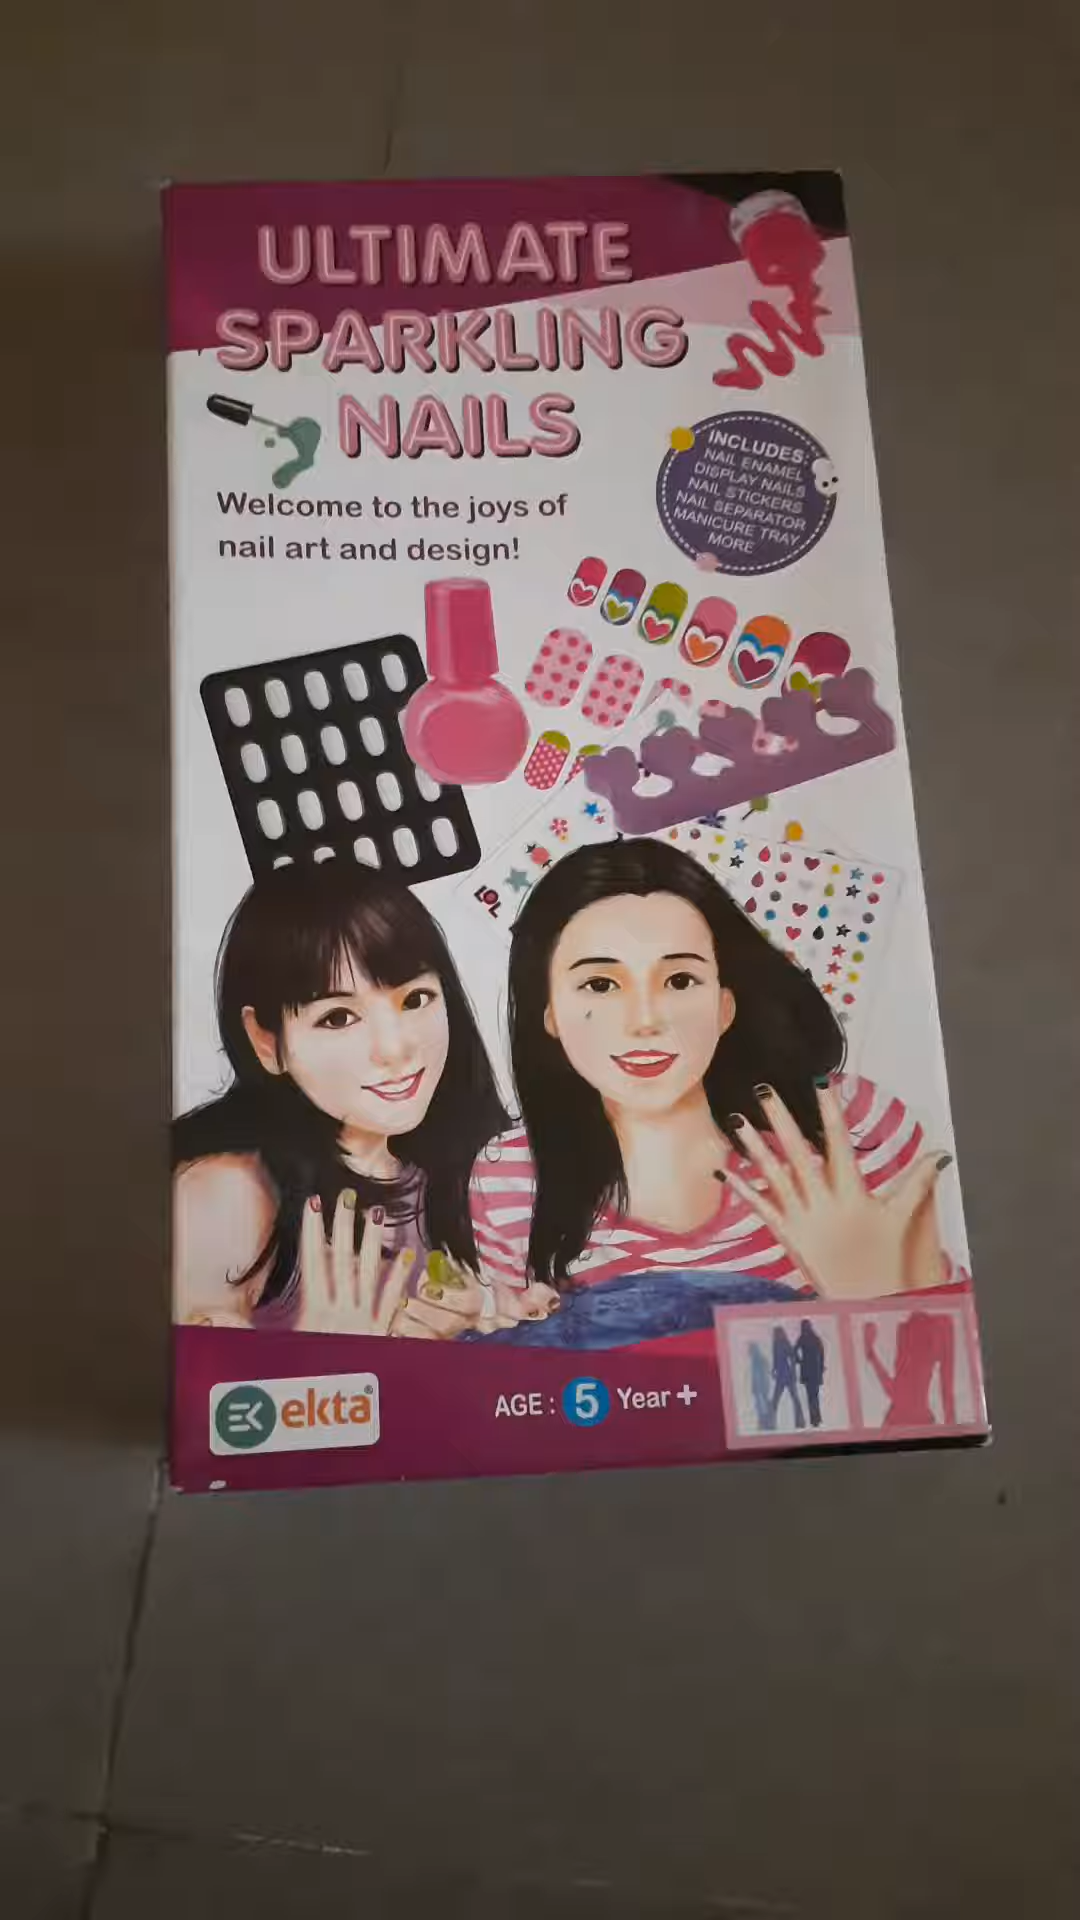 ULTIMATE
SPARKLING
NAILS
Welcome to the joys of
nail art and design!
INCLUDES:
NAIL ENAMEL
DISPLAY NAILS
NAIL STICKERS
NAIL SEPARATOR
MANICURE TRAY
MORE
LOL
EK ekta®
AGE : 5 Year +